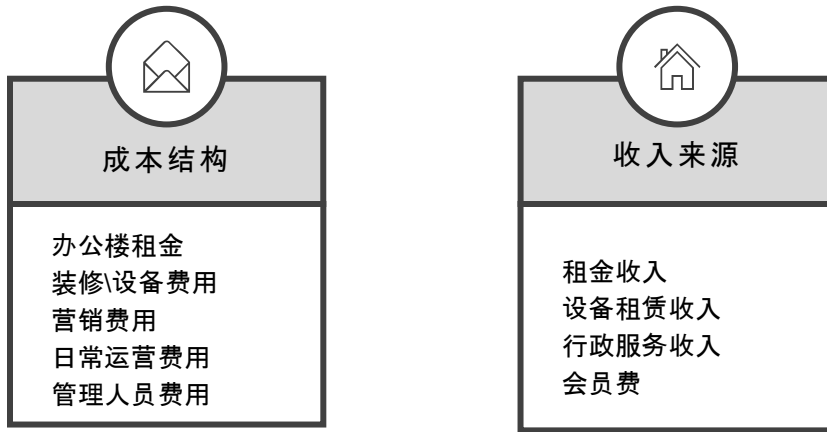 成本结构
办公楼租金
装修\设备费用
营销费用
日常运营费用
管理人员费用
收入来源
租金收入
设备租赁收入
行政服务收入
会员费